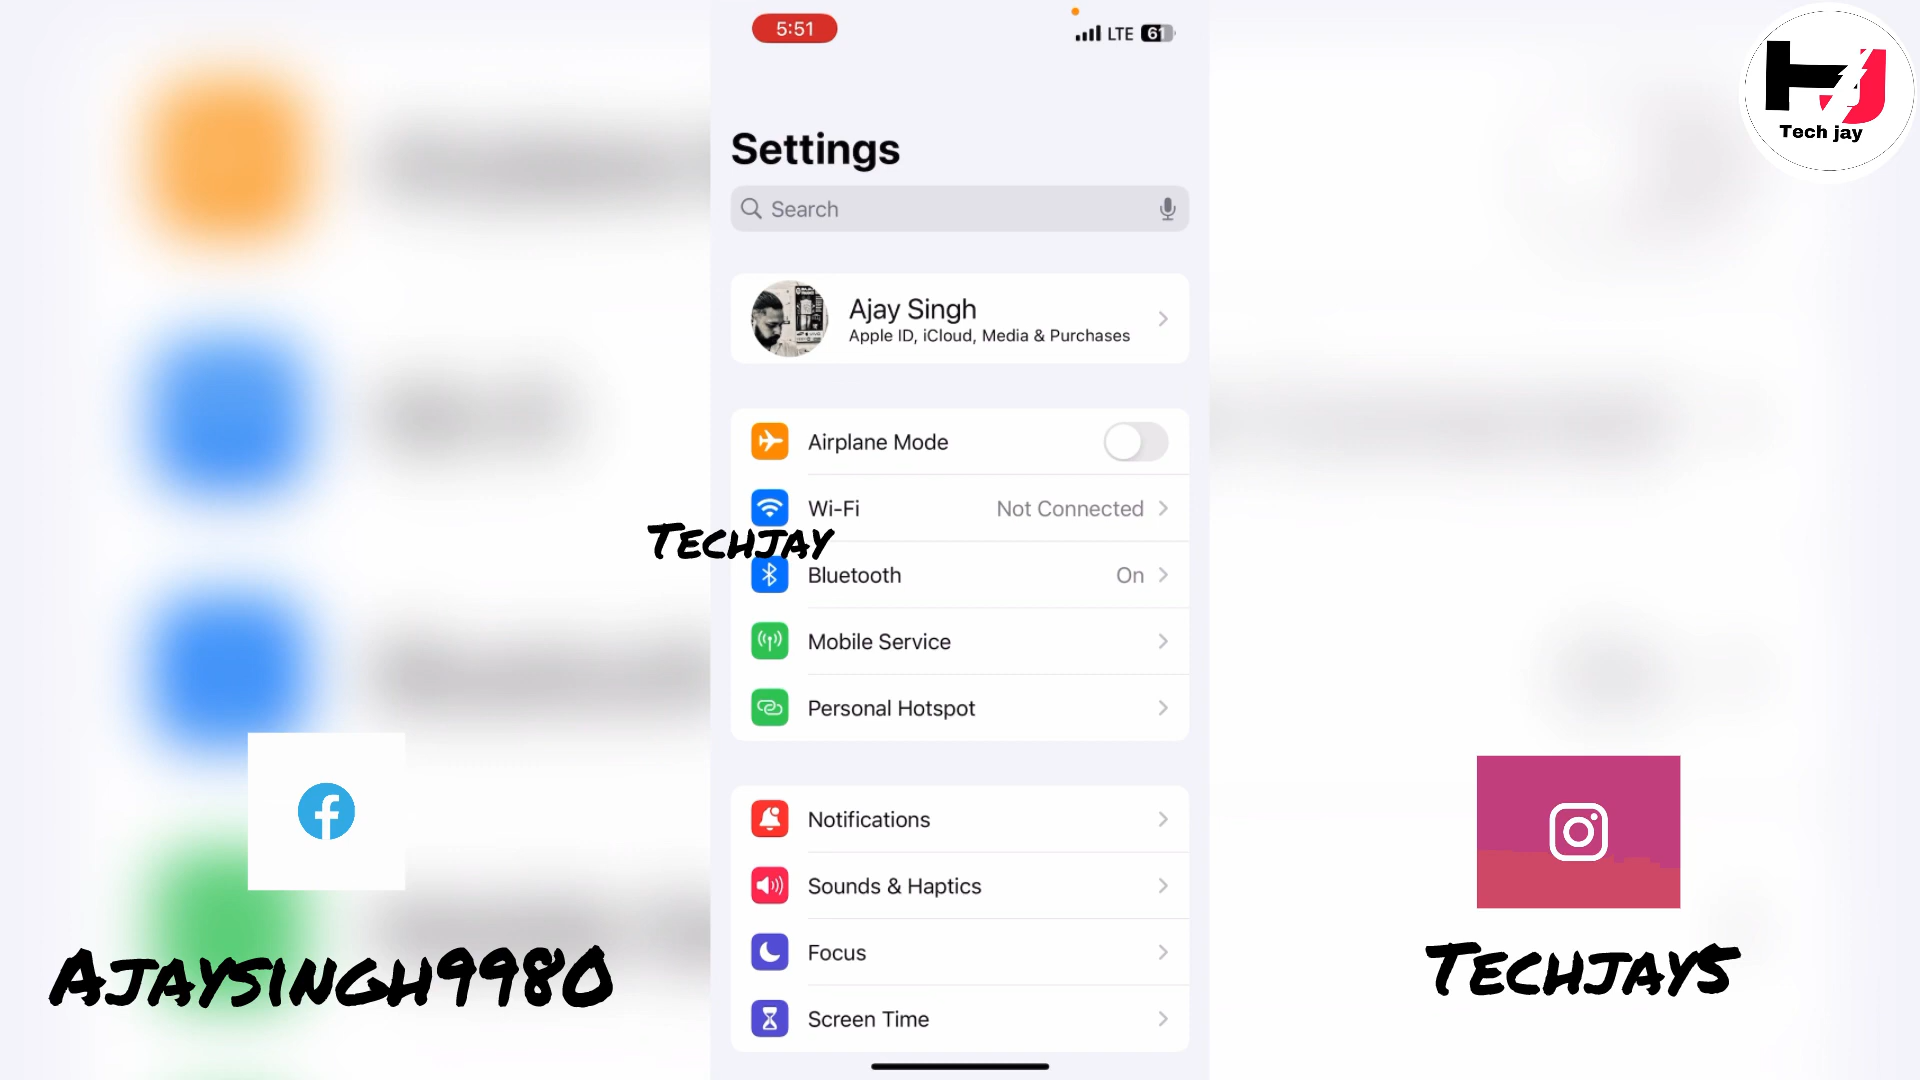 5:51
LTE 61
Tech jay
Settings
Search
Ajay Singh
Apple ID, iCloud, Media & Purchases
Airplane Mode
Wi-Fi Not Connected
Techjay
Bluetooth On
Mobile Service
Personal Hotspot
Notifications
Sounds & Haptics
Focus
Screen Time
Ajaysingh9980
Techjay5